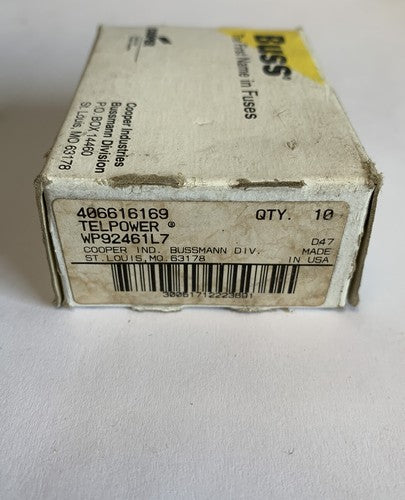 COOPER
BUSS®
The First Name in Fuses
Cooper Industries
Bussmann Division
P.O. BOX 14460
St. Louis, MO 63178
406616169 QTY. 10
TELPOWER ®
WP92461L7 D47
COOPER IND. BUSSMANN DIV. MADE
ST.LOUIS,MO. 63178 IN USA